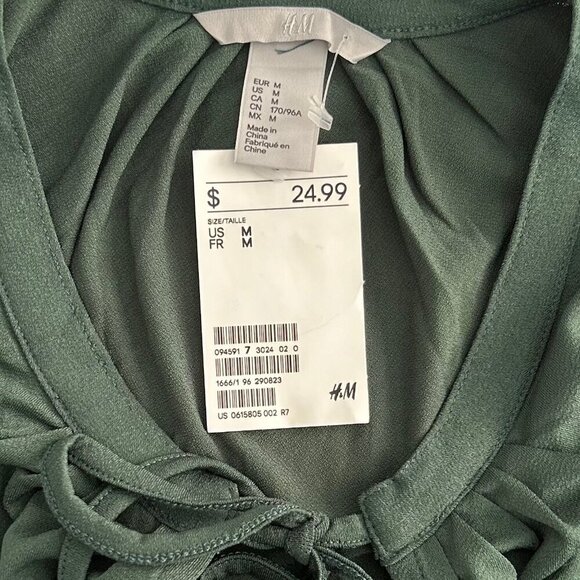 H&M
EUR M
US M
CA M
CN 170/96A
MX M
Made in
China
Fabriqué en
Chine
$ 24.99
SIZE/TAILLE
US M
FR M
094591 7 3024 02 0
1666/1 96 290823
H&M
US 0615805 002 R7